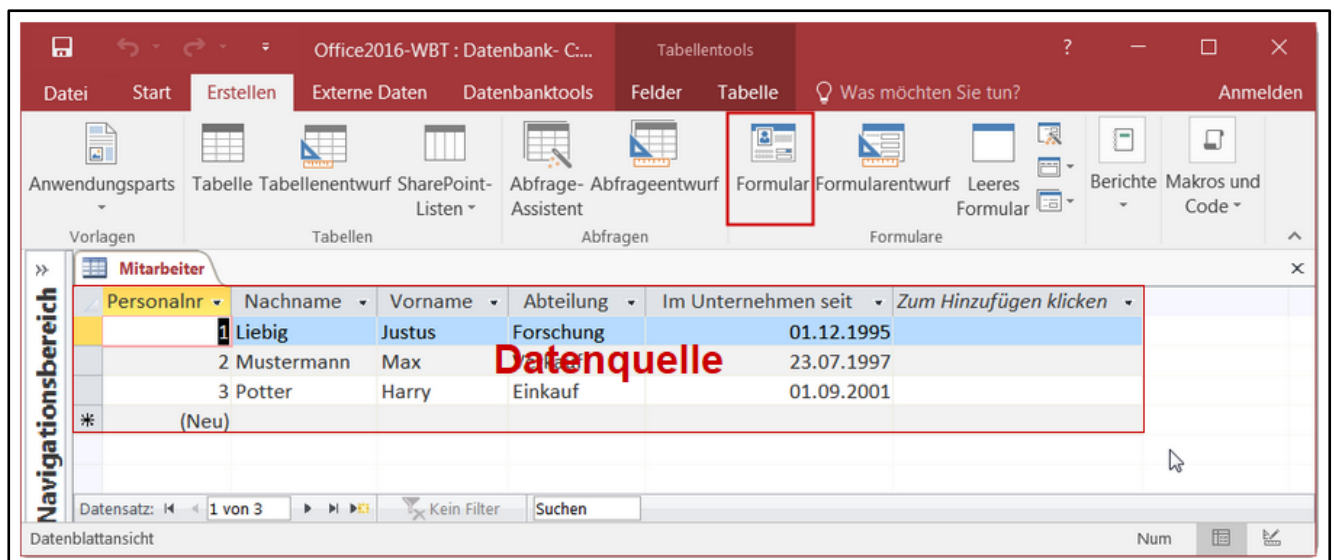 Office2016-WBT : Datenbank- C:... Tabellentools ?
Datei Start Erstellen Externe Daten Datenbanktools Felder Tabelle Was möchten Sie tun? Anmelden
Anwendungsparts Tabelle Tabellenentwurf SharePoint-Listen Abfrage-Assistent Abfrageentwurf Formular Formularentwurf Leeres Formular Berichte Makros und Code
Vorlagen Tabellen Abfragen Formulare
Navigationsbereich
Mitarbeiter
Personalnr Nachname Vorname Abteilung Im Unternehmen seit Zum Hinzufügen klicken
1 Liebig Justus Forschung 01.12.1995
2 Mustermann Max 23.07.1997
Datenquelle
3 Potter Harry Einkauf 01.09.2001
(Neu)
Datensatz: 1 von 3 Kein Filter Suchen
Datenblattansicht Num